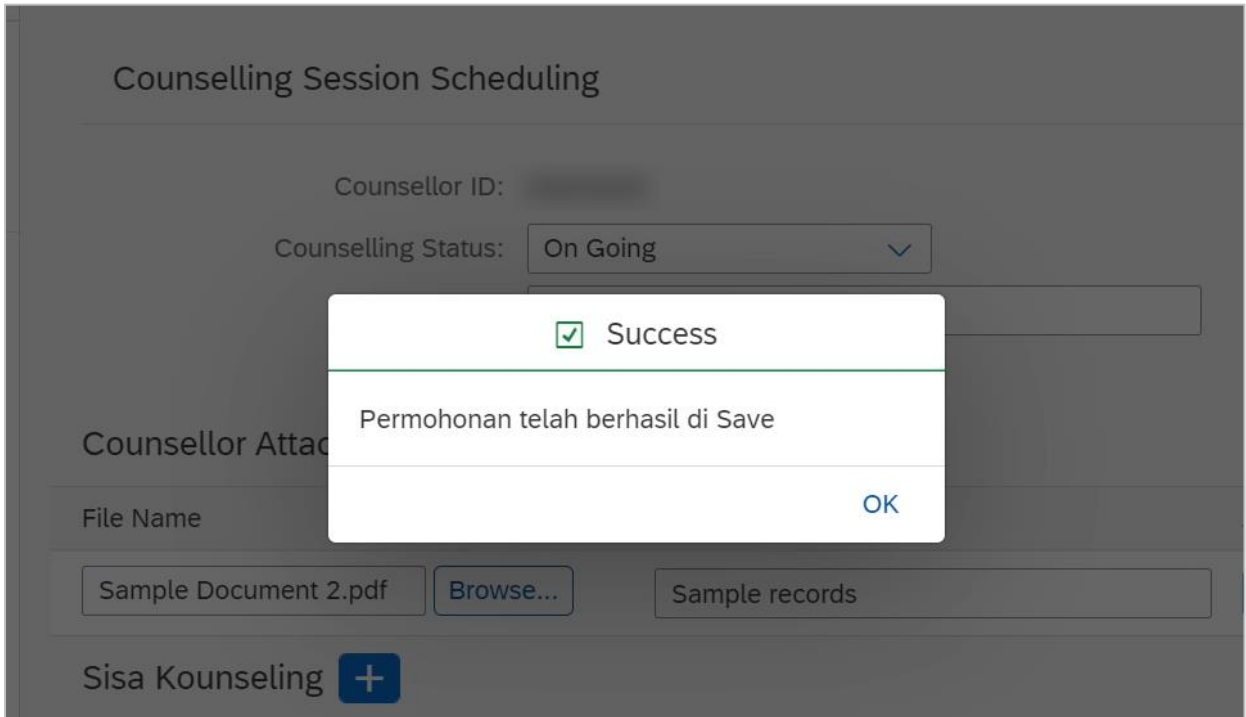 Counselling Session Scheduling
Counsellor ID:
Counselling Status: On Going
Success
Permohonan telah berhasil di Save
OK
Counsellor Attac
File Name
Sample Document 2.pdf Browse... Sample records
Sisa Kounseling +